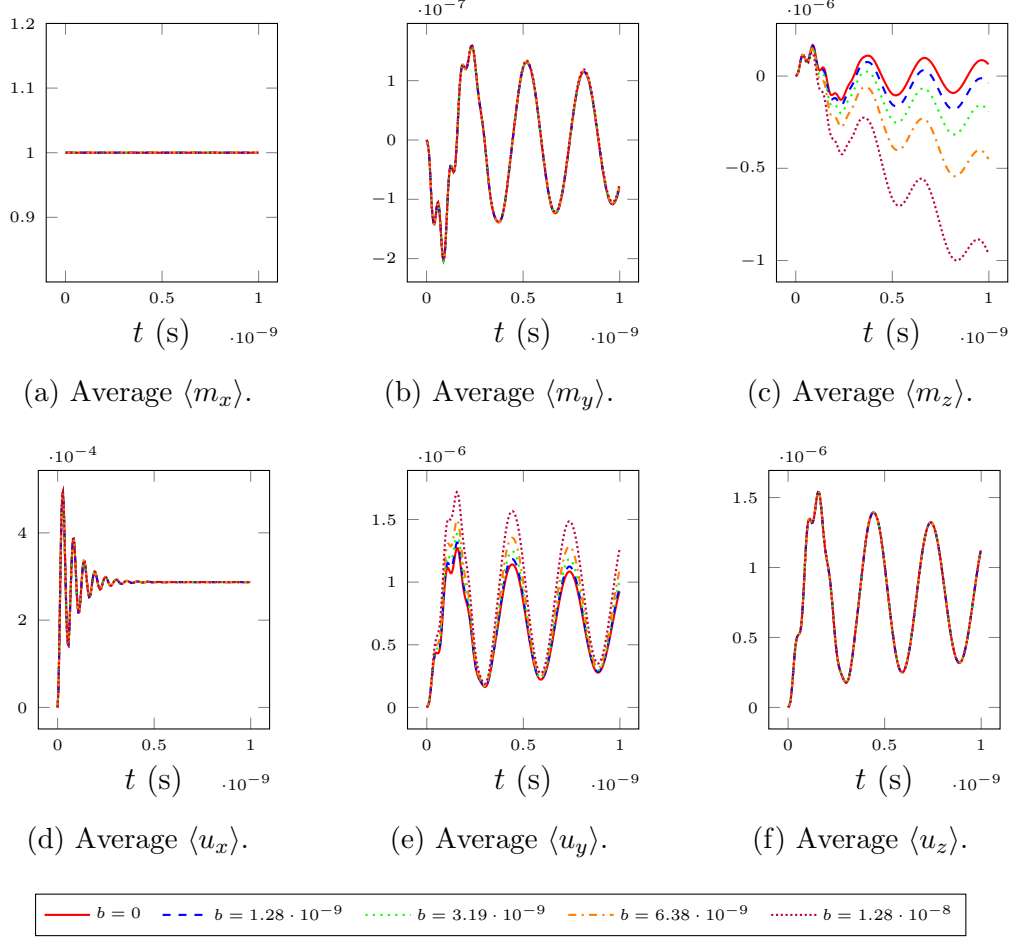 ·10⁻⁷ ·10⁻⁶
1.2
1.1
1
0.9
0 0.5 1
t (s) ·10⁻⁹
1
0
−1
−2
0 0.5 1
t (s) ·10⁻⁹
0
−0.5
−1
0 0.5 1
t (s) ·10⁻⁹
(a) Average ⟨mₓ⟩. (b) Average ⟨m_y⟩. (c) Average ⟨m_z⟩.
·10⁻⁴ ·10⁻⁶ ·10⁻⁶
4
2
0
0 0.5 1
t (s) ·10⁻⁹
1.5
1
0.5
0
0 0.5 1
t (s) ·10⁻⁹
1.5
1
0.5
0
0 0.5 1
t (s) ·10⁻⁹
(d) Average ⟨uₓ⟩. (e) Average ⟨u_y⟩. (f) Average ⟨u_z⟩.
b = 0 b = 1.28 · 10⁻⁹ b = 3.19 · 10⁻⁹ b = 6.38 · 10⁻⁹ b = 1.28 · 10⁻⁸